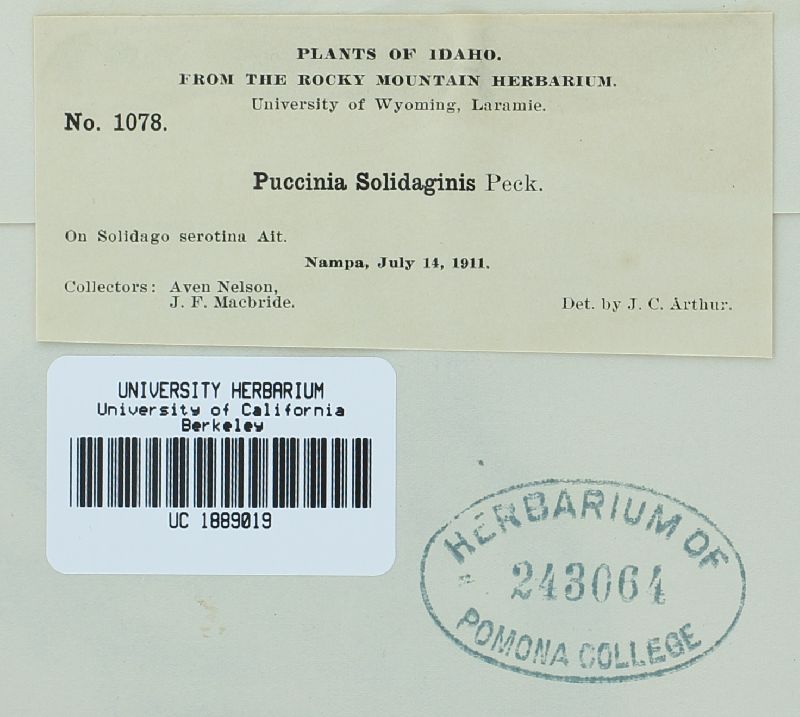 PLANTS OF IDAHO.
FROM THE ROCKY MOUNTAIN HERBARIUM.
University of Wyoming, Laramie.
No. 1078.
Puccinia Solidaginis Peck.
On Solidago serotina Ait.
Nampa, July 14, 1911.
Collectors: Aven Nelson,
J. F. Macbride.
Det. by J. C. Arthur.
UNIVERSITY HERBARIUM
University of California
Berkeley
UC 1889019
HERBARIUM OF
243064
POMONA COLLEGE